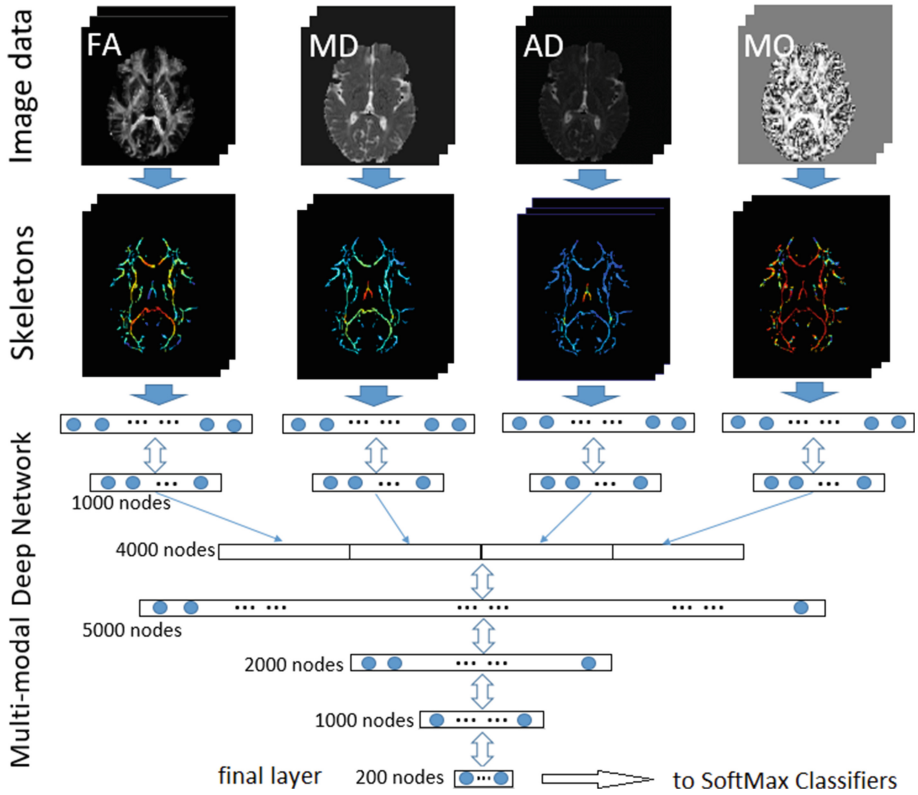 Image data
FA
MD
AD
MO
Skeletons
Multi-modal Deep Network
1000 nodes
4000 nodes
5000 nodes
2000 nodes
1000 nodes
final layer
200 nodes
to SoftMax Classifiers